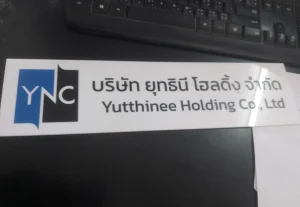 YNC
บริษัท ยุทธินี โฮลดิ้ง จำกัด
Yutthinee Holding Co., Ltd